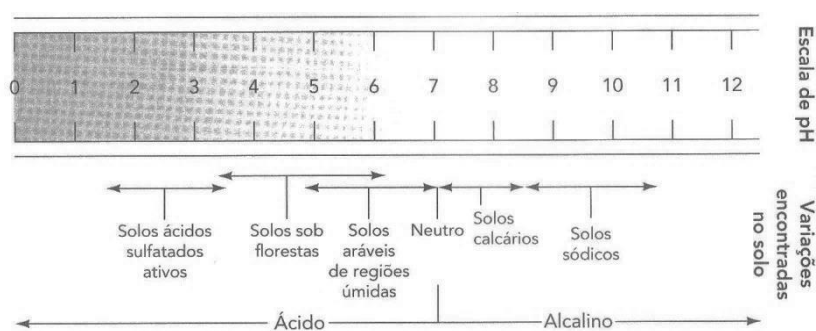 0 1 2 3 4 5 6 7 8 9 10 11 12
Escala de pH
Solos ácidos
sulfatados
ativos
Solos sob
florestas
Solos
aráveis
de regiões
úmidas
Neutro
Solos
calcários
Solos
sódicos
Variações
encontradas
no solo
Ácido
Alcalino